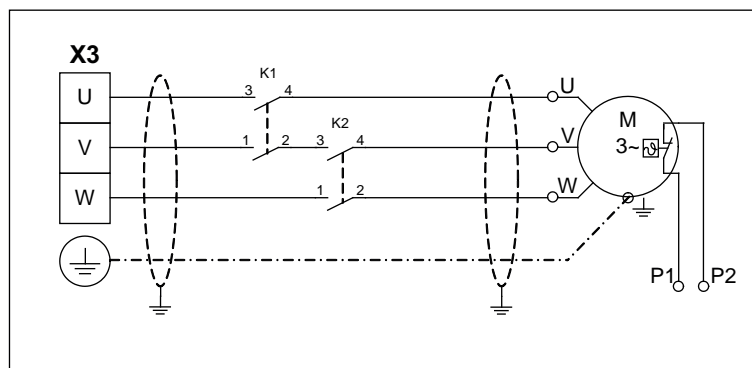 X3
K1
U 3 4 U
M
V 1 2 K2 3 4 V 3~ ϑ
W 1 2 W
P1 P2